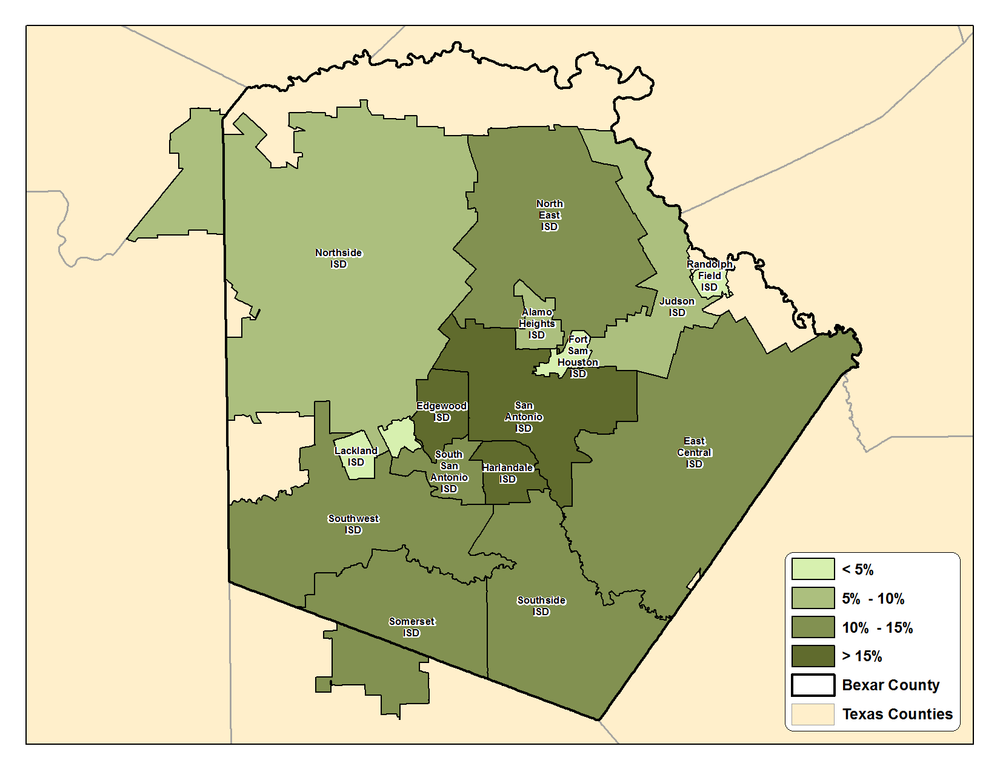 North
East
ISD
Northside
ISD
Randolph
Field
ISD
Judson
ISD
Alamo
Heights
ISD
Fort
Sam
Houston
ISD
Edgewood
ISD
San
Antonio
ISD
Lackland
ISD
South
San
Antonio
ISD
Harlandale
ISD
East
Central
ISD
Southwest
ISD
Southside
ISD
Somerset
ISD
< 5%
5% - 10%
10% - 15%
> 15%
Bexar County
Texas Counties